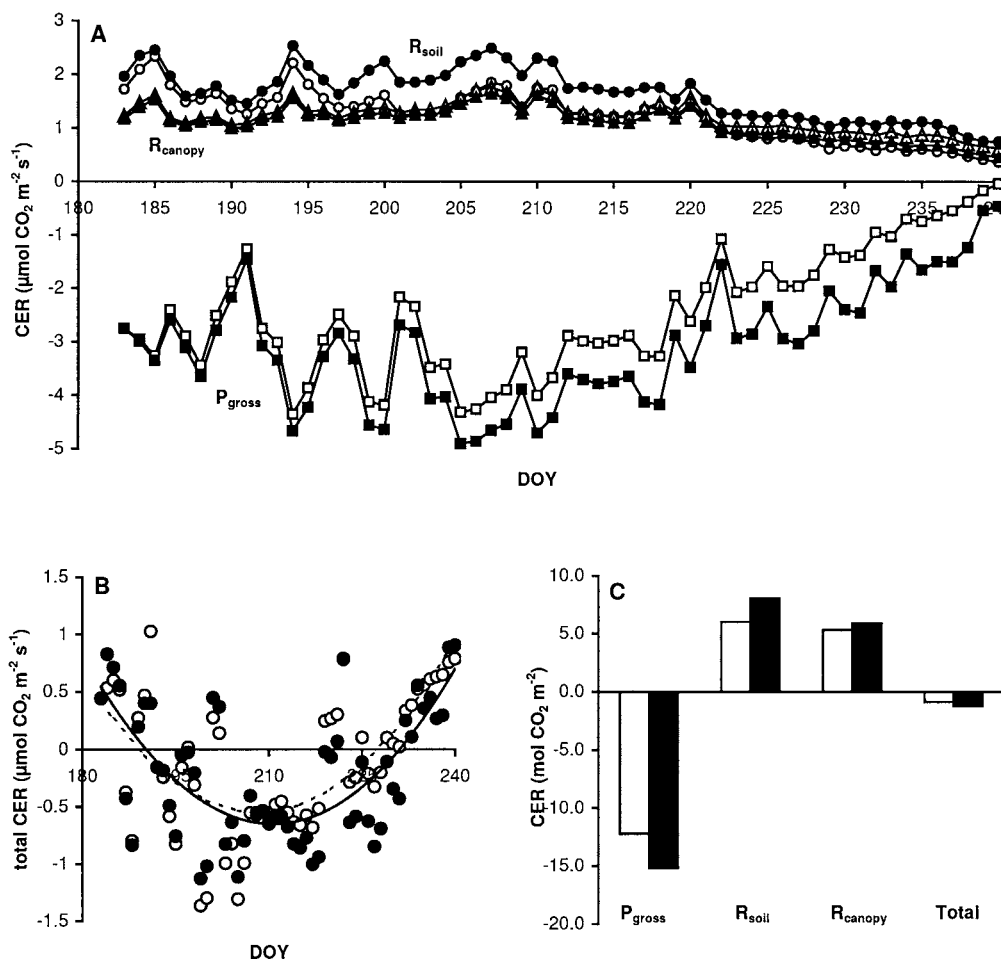 A
3
2
1
0
-1
-2
-3
-4
-5
CER (µmol CO2 m-2 s-1)
Rsoil
Rcanopy
Pgross
180 185 190 195 200 205 210 215 220 225 230 235
DOY
B
1.5
1
0.5
0
-0.5
-1
-1.5
total CER (µmol CO2 m-2 s-1)
180 210 240
DOY
C
10.0
5.0
0.0
-5.0
-10.0
-15.0
-20.0
CER (mol CO2 m-2)
Pgross Rsoil Rcanopy Total